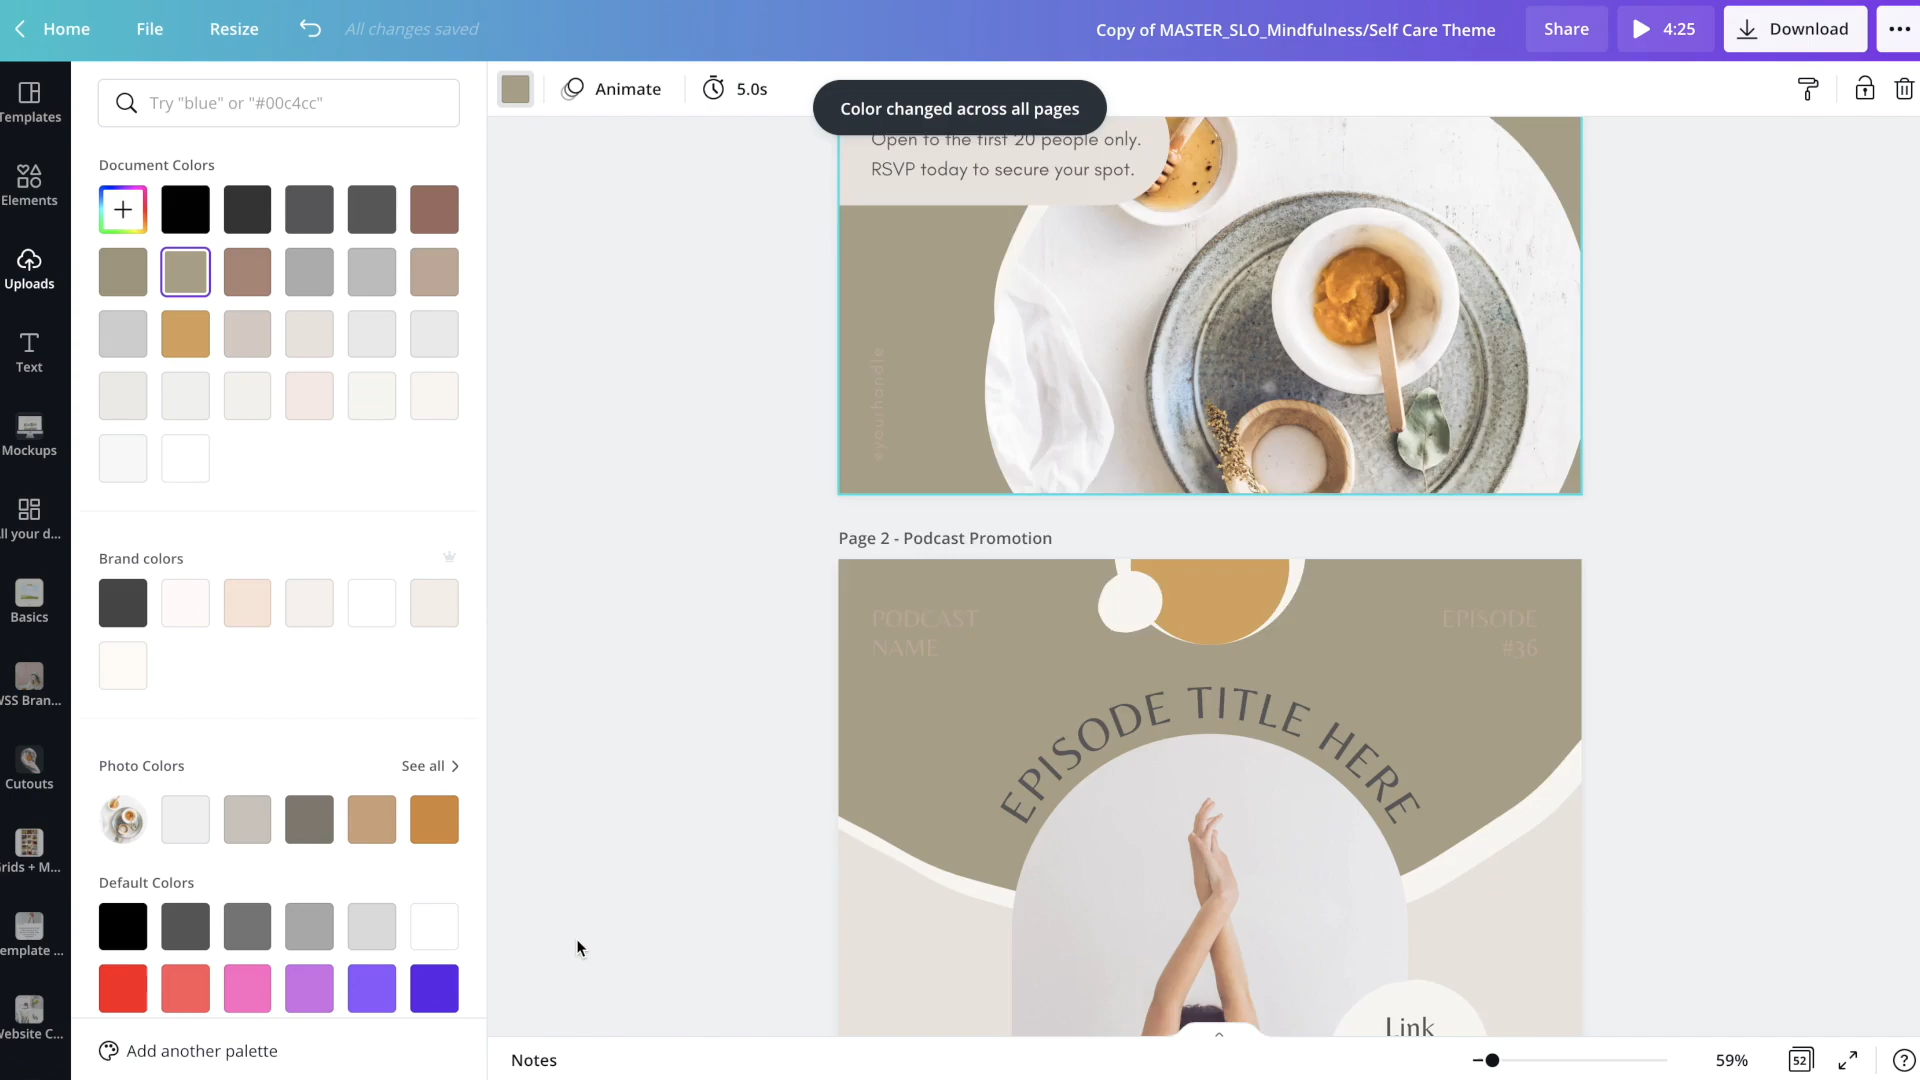 Home
File
Resize
All changes saved
Copy of MASTER_SLO_Mindfulness/Self Care Theme
Share
4:25
Download
Templates
Elements
Uploads
Text
Mockups
ll your d...
Basics
VSS Bran...
Cutouts
rids + M...
emplate ...
Vebsite C...
Try "blue" or "#00c4cc"
Document Colors
Brand colors
Photo Colors
See all
Default Colors
Add another palette
Animate
5.0s
Color changed across all pages
Open to the first 20 people only.
RSVP today to secure your spot.
@yourhandle
Page 2 - Podcast Promotion
PODCAST
NAME
EPISODE
#36
EPISODE TITLE HERE
Link
Notes
59%
52